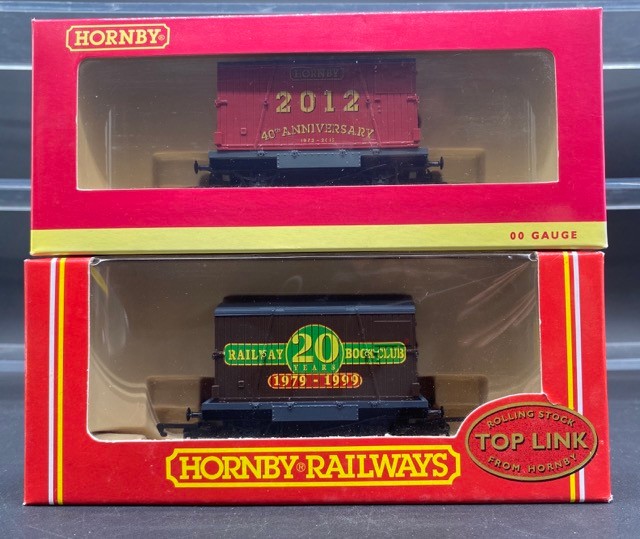 HORNBY®
HORNBY
2012
40TH ANNIVERSARY
00 GAUGE
RAILWAY 20 BOOK CLUB
YEARS
1979 - 1999
ROLLING STOCK
TOP LINK
FROM HORNBY
HORNBY® RAILWAYS